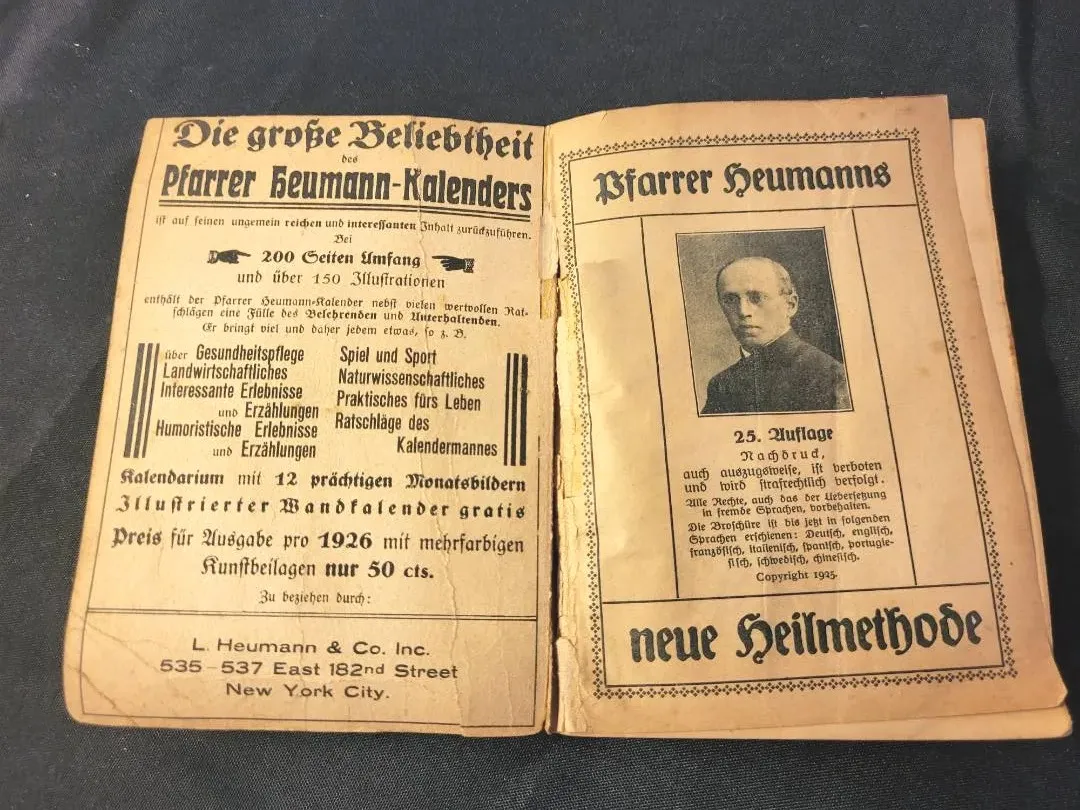 Die große Beliebtheit
des
Pfarrer Heumann-Kalenders
ist auf seinen ungemein reichen und interessanten Inhalt zurückzuführen.
Bei
200 Seiten Umfang
und über 150 Illustrationen
enthält der Pfarrer Heumann-Kalender nebst vielen wertvollen Rat-
schlägen eine Fülle des Belehrenden und Unterhaltenden.
Er bringt viel und daher jedem etwas, so z. B.
über Gesundheitspflege
Landwirtschaftliches
Interessante Erlebnisse
und Erzählungen
Humoristische Erlebnisse
und Erzählungen
Spiel und Sport
Naturwissenschaftliches
Praktisches fürs Leben
Ratschläge des
Kalendermannes
Kalendarium mit 12 prächtigen Monatsbildern
Illustrierter Wandkalender gratis
Preis für Ausgabe pro 1926 mit mehrfarbigen
Kunstbeilagen nur 50 cts.
Zu beziehen durch:
L. Heumann & Co. Inc.
535-537 East 182nd Street
New York City.
Pfarrer Heumanns
25. Auflage
Nachdruck,
auch auszugsweise, ist verboten
und wird strafrechtlich verfolgt.
Alle Rechte, auch das der Uebersetzung
in fremde Sprachen, vorbehalten.
Die Broschüre ist bis jetzt in folgenden
Sprachen erschienen: Deutsch, englisch,
französisch, italienisch, spanisch, portugie-
sisch, schwedisch, chinesisch.
Copyright 1925.
neue Heilmethode